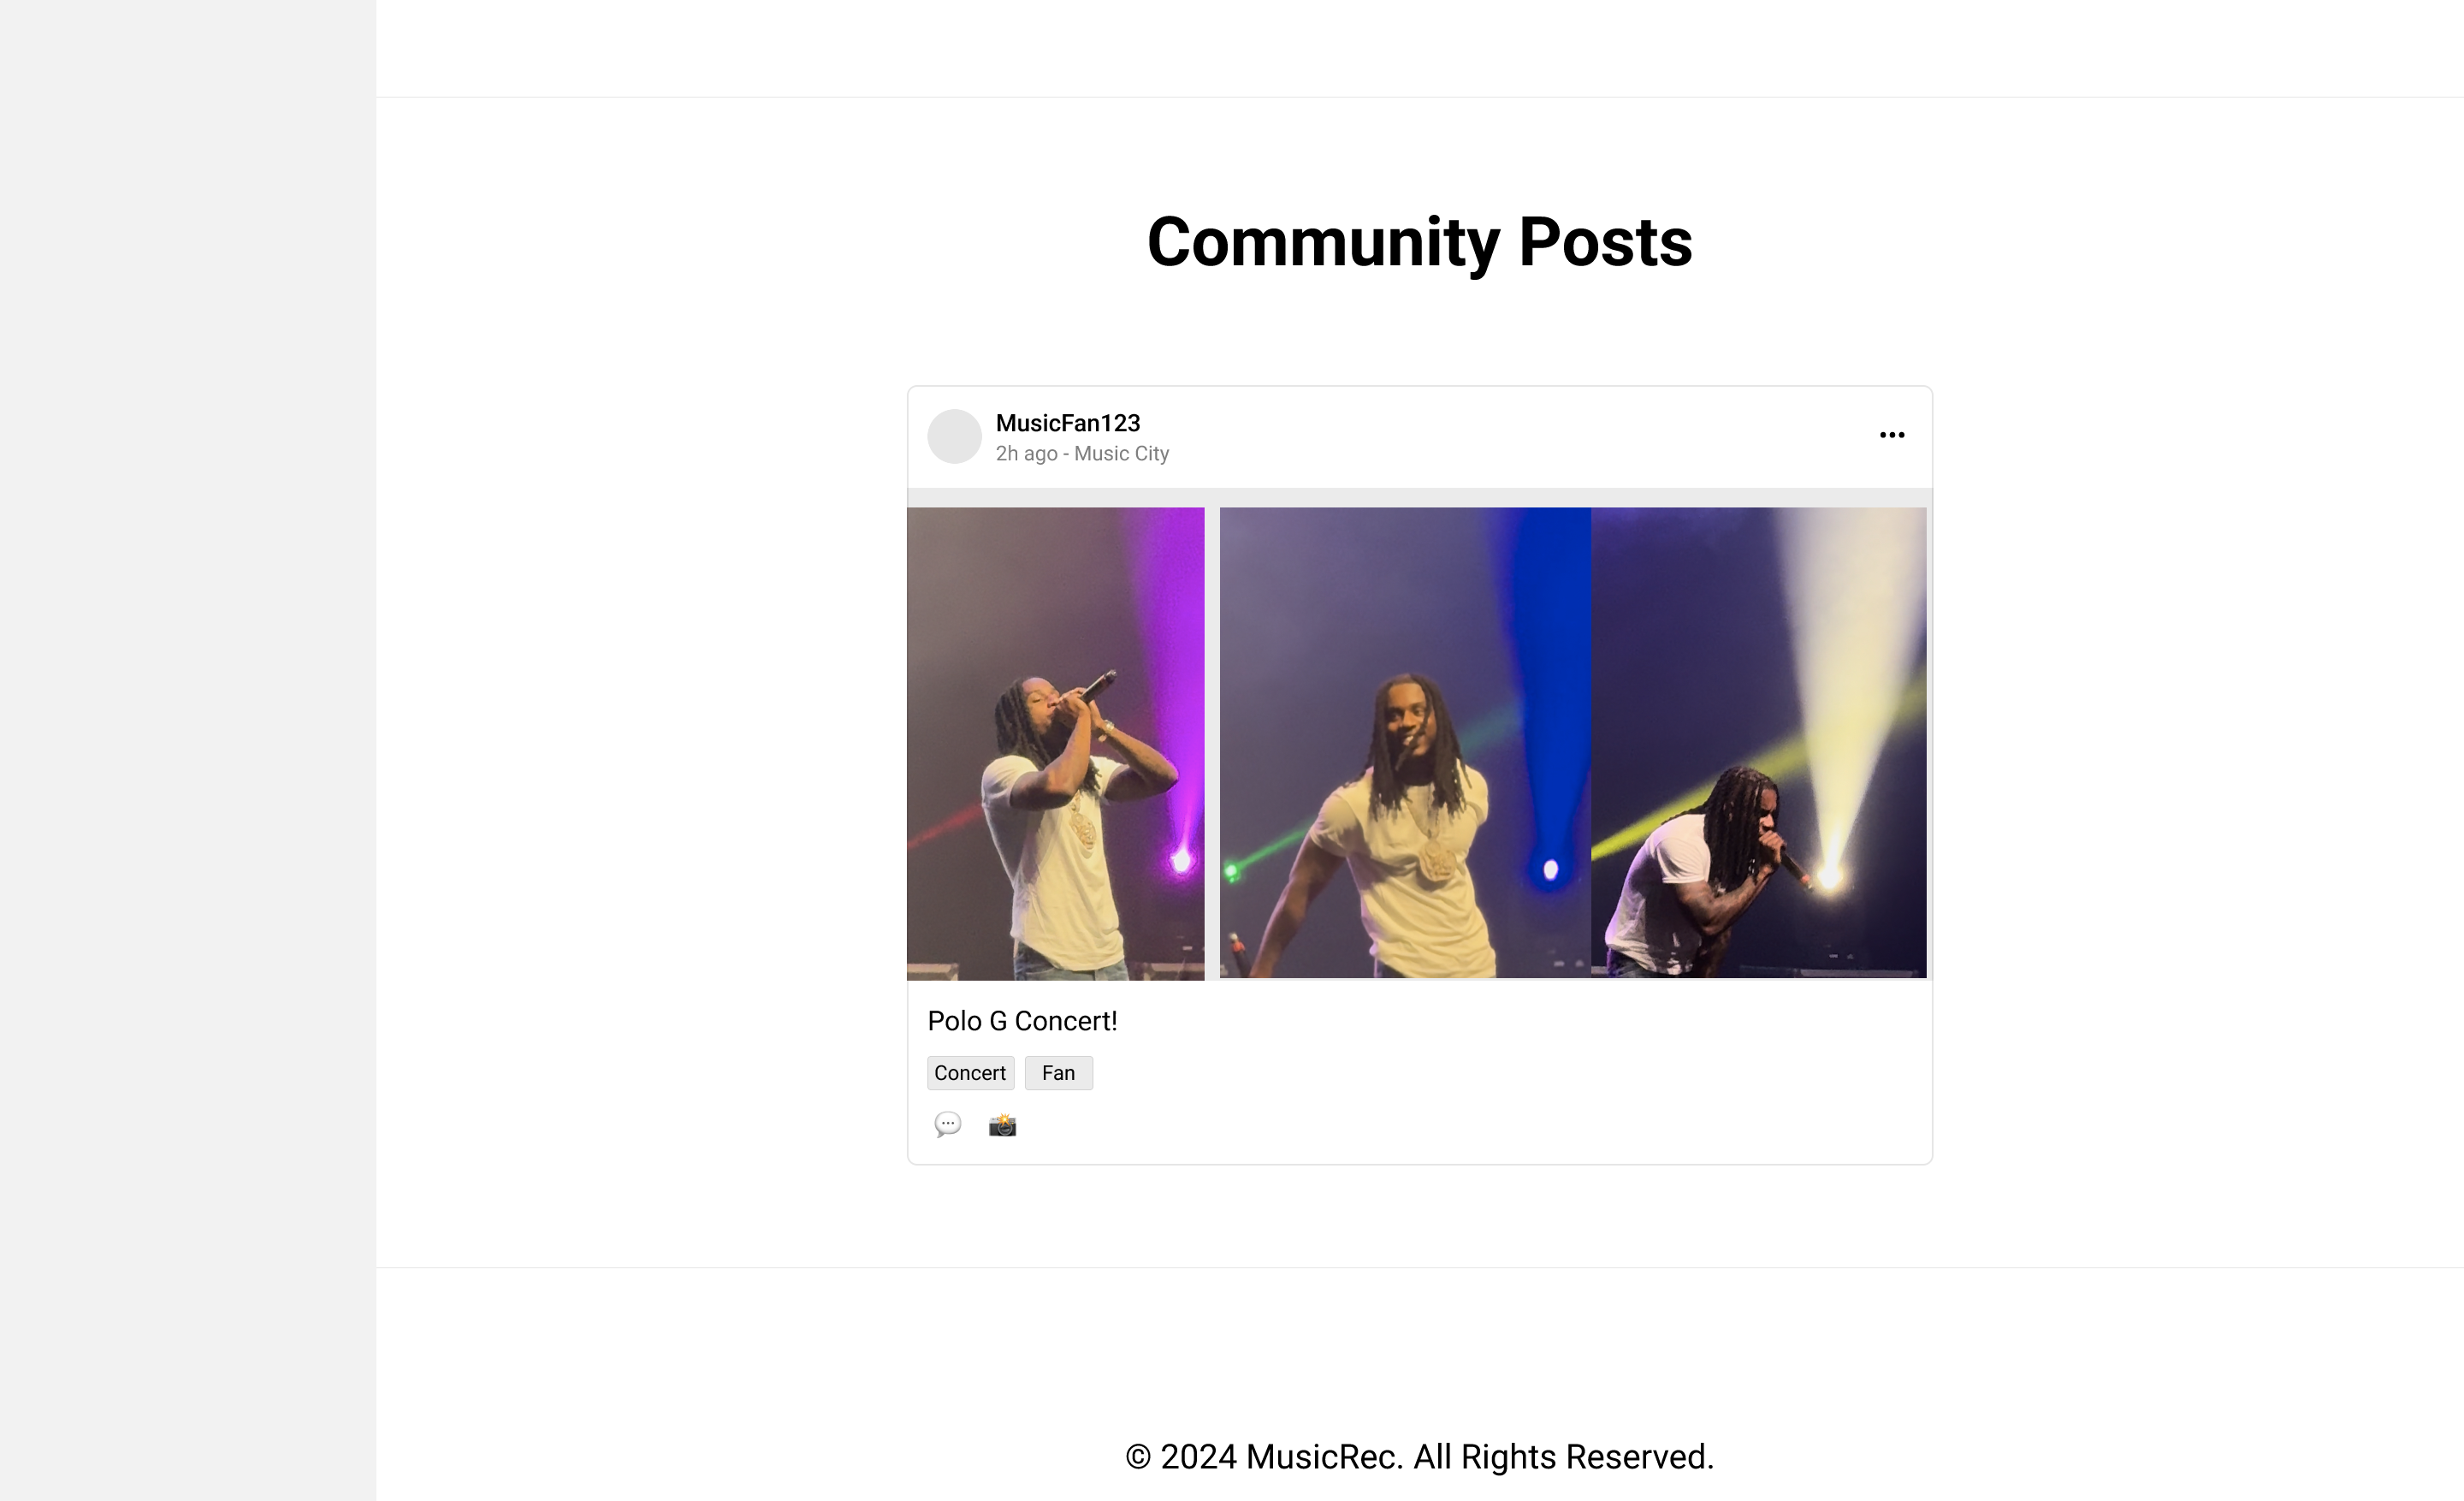 Community Posts
MusicFan123
2h ago - Music City
Polo G Concert!
Concert
Fan
© 2024 MusicRec. All Rights Reserved.